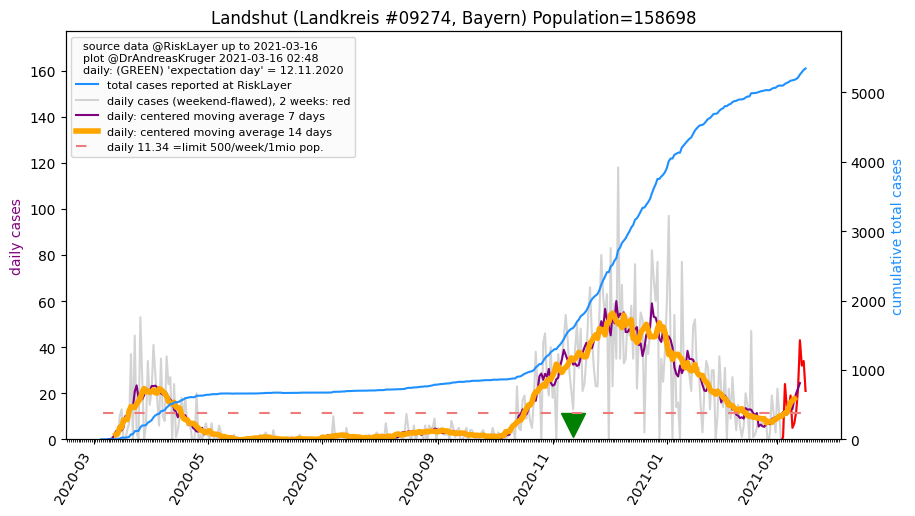 Landshut (Landkreis #09274, Bayern) Population=158698
source data @RiskLayer up to 2021-03-16
plot @DrAndreasKruger 2021-03-16 02:48
daily: (GREEN) 'expectation day' = 12.11.2020
total cases reported at RiskLayer
daily cases (weekend-flawed), 2 weeks: red
daily: centered moving average 7 days
daily: centered moving average 14 days
daily 11.34 =limit 500/week/1mio pop.
daily cases
160
140
120
100
80
60
40
20
0
cumulative total cases
5000
4000
3000
2000
1000
0
2020-03
2020-05
2020-07
2020-09
2020-11
2021-01
2021-03